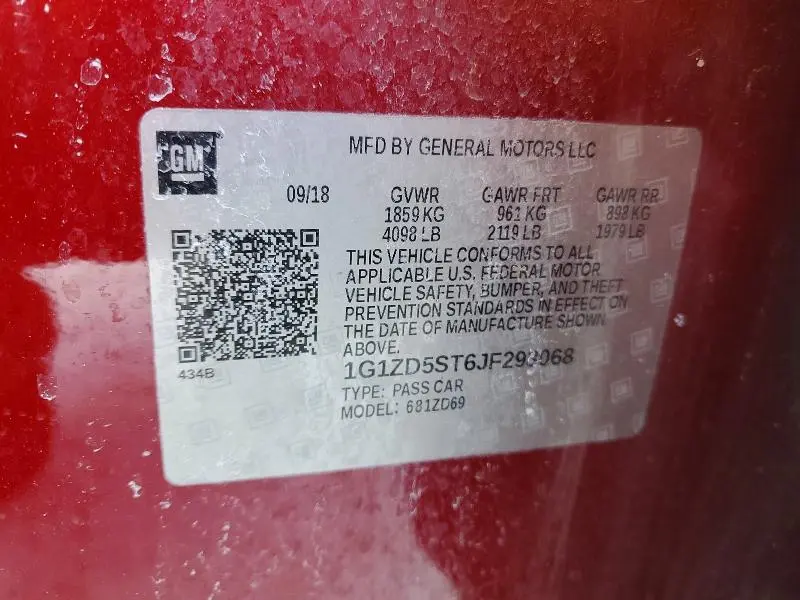 GM
MFD BY GENERAL MOTORS LLC
09/18 GVWR GAWR FRT GAWR RR
1859 KG 961 KG 898 KG
4098 LB 2119 LB 1979 LB
THIS VEHICLE CONFORMS TO ALL
APPLICABLE U.S. FEDERAL MOTOR
VEHICLE SAFETY, BUMPER, AND THEFT
PREVENTION STANDARDS IN EFFECT ON
THE DATE OF MANUFACTURE SHOWN
ABOVE.
434B
1G1ZD5ST6JF293068
TYPE: PASS CAR
MODEL: 681ZD69